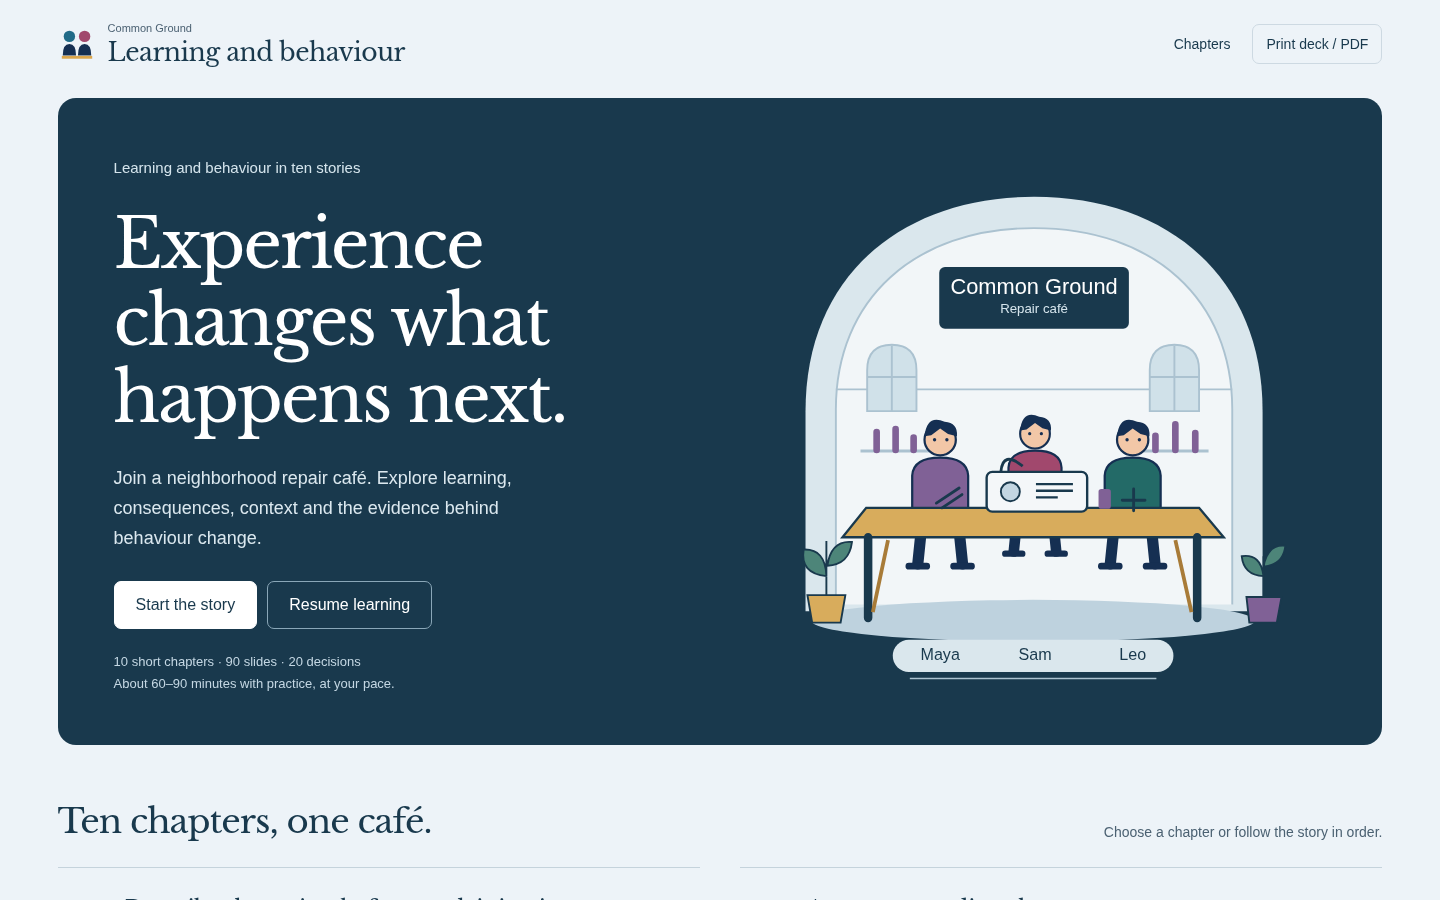 Common Ground
Learning and behaviour
Chapters
Print deck / PDF
Learning and behaviour in ten stories
Experience
changes what
happens next.
Join a neighborhood repair café. Explore learning,
consequences, context and the evidence behind
behaviour change.
Start the story
Resume learning
10 short chapters · 90 slides · 20 decisions
About 60–90 minutes with practice, at your pace.
Common Ground
Repair café
Maya
Sam
Leo
Ten chapters, one café.
Choose a chapter or follow the story in order.